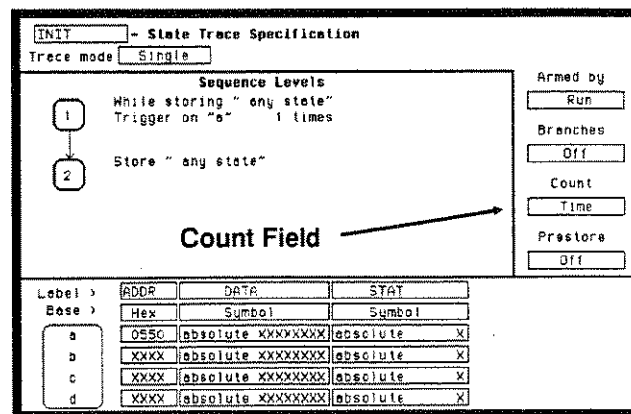 INIT - State Trace Specification
Trace mode Single
Sequence Levels
1 While storing " any state"
Trigger on "a" 1 times
2 Store " any state"
Armed by
Run
Branches
Off
Count
Time
Prestore
Off
Count Field
Label > ADDR DATA STAT
Base > Hex Symbol Symbol
a 0550 absolute XXXXXXXX absolute X
b XXXX absolute XXXXXXXX absolute X
c XXXX absolute XXXXXXXX absolute X
d XXXX absolute XXXXXXXX absolute X